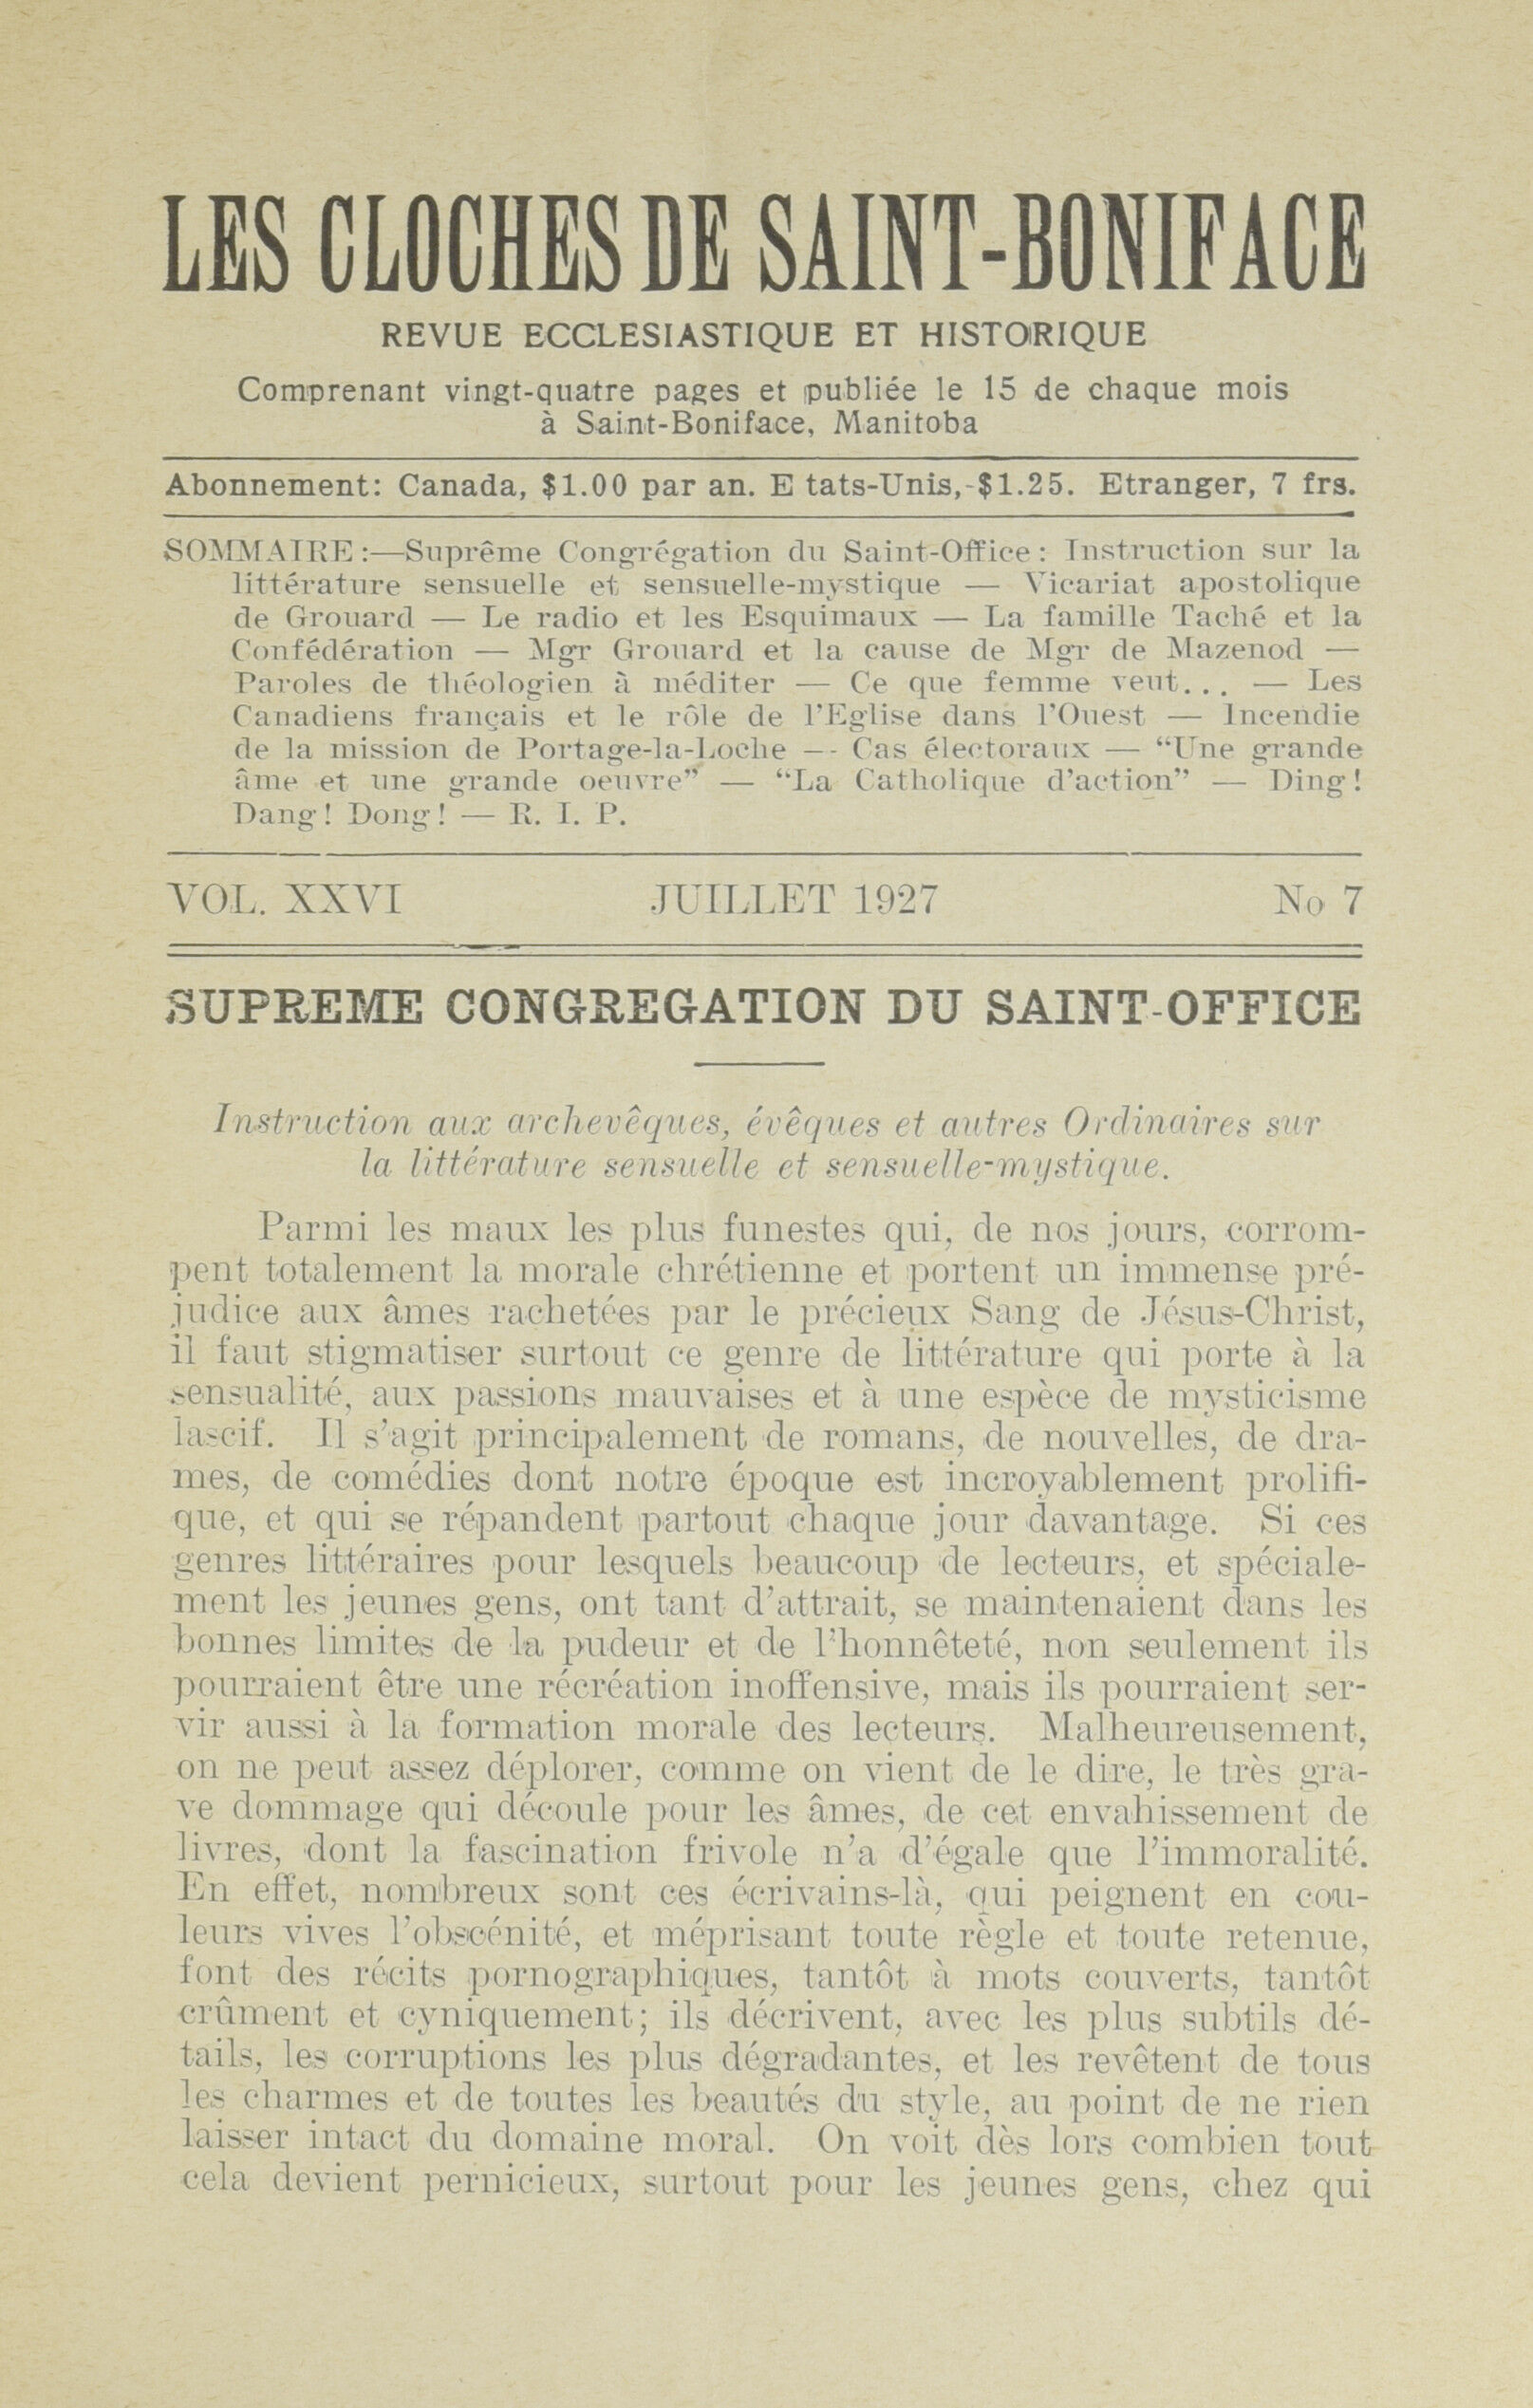 LES CLOCHES DE SAINT-BONIFACE
REVUE ECCLESIASTIQUE ET HISTORIQUE
Comprenant vingt-quatre pages et publiée le 15 de chaque mois
à Saint-Boniface, Manitoba
Abonnement: Canada, $1.00 par an. E tats-Unis,-$1.25. Etranger, 7 frs.
SOMMAIRE:—Suprême Congrégation du Saint-Office: Instruction sur la
littérature sensuelle et sensuelle-mystique — Vicariat apostolique
de Grouard — Le radio et les Esquimaux — La famille Taché et la
Confédération — Mgr Grouard et la cause de Mgr de Mazenod —
Paroles de théologien à méditer — Ce que femme veut... — Les
Canadiens français et le rôle de l'Eglise dans l'Ouest — Incendie
de la mission de Portage-la-Loche — Cas électoraux — "Une grande
âme et une grande oeuvre" — "La Catholique d'action" — Ding!
Dang! Dong! — R. I. P.
VOL. XXVI JUILLET 1927 No 7
SUPREME CONGREGATION DU SAINT-OFFICE
Instruction aux archevêques, évêques et autres Ordinaires sur
la littérature sensuelle et sensuelle-mystique.
Parmi les maux les plus funestes qui, de nos jours, corrom-
pent totalement la morale chrétienne et portent un immense pré-
judice aux âmes rachetées par le précieux Sang de Jésus-Christ,
il faut stigmatiser surtout ce genre de littérature qui porte à la
sensualité, aux passions mauvaises et à une espèce de mysticisme
lascif. Il s'agit principalement de romans, de nouvelles, de dra-
mes, de comédies dont notre époque est incroyablement prolifi-
que, et qui se répandent partout chaque jour davantage. Si ces
genres littéraires pour lesquels beaucoup de lecteurs, et spéciale-
ment les jeunes gens, ont tant d'attrait, se maintenaient dans les
bonnes limites de la pudeur et de l'honnêteté, non seulement ils
pourraient être une récréation inoffensive, mais ils pourraient ser-
vir aussi à la formation morale des lecteurs. Malheureusement,
on ne peut assez déplorer, comme on vient de le dire, le très gra-
ve dommage qui découle pour les âmes, de cet envahissement de
livres, dont la fascination frivole n'a d'égale que l'immoralité.
En effet, nombreux sont ces écrivains-là, qui peignent en cou-
leurs vives l'obscénité, et méprisant toute règle et toute retenue,
font des récits pornographiques, tantôt à mots couverts, tantôt
crûment et cyniquement; ils décrivent, avec les plus subtils dé-
tails, les corruptions les plus dégradantes, et les revêtent de tous
les charmes et de toutes les beautés du style, au point de ne rien
laisser intact du domaine moral. On voit dès lors combien tout
cela devient pernicieux, surtout pour les jeunes gens, chez qui